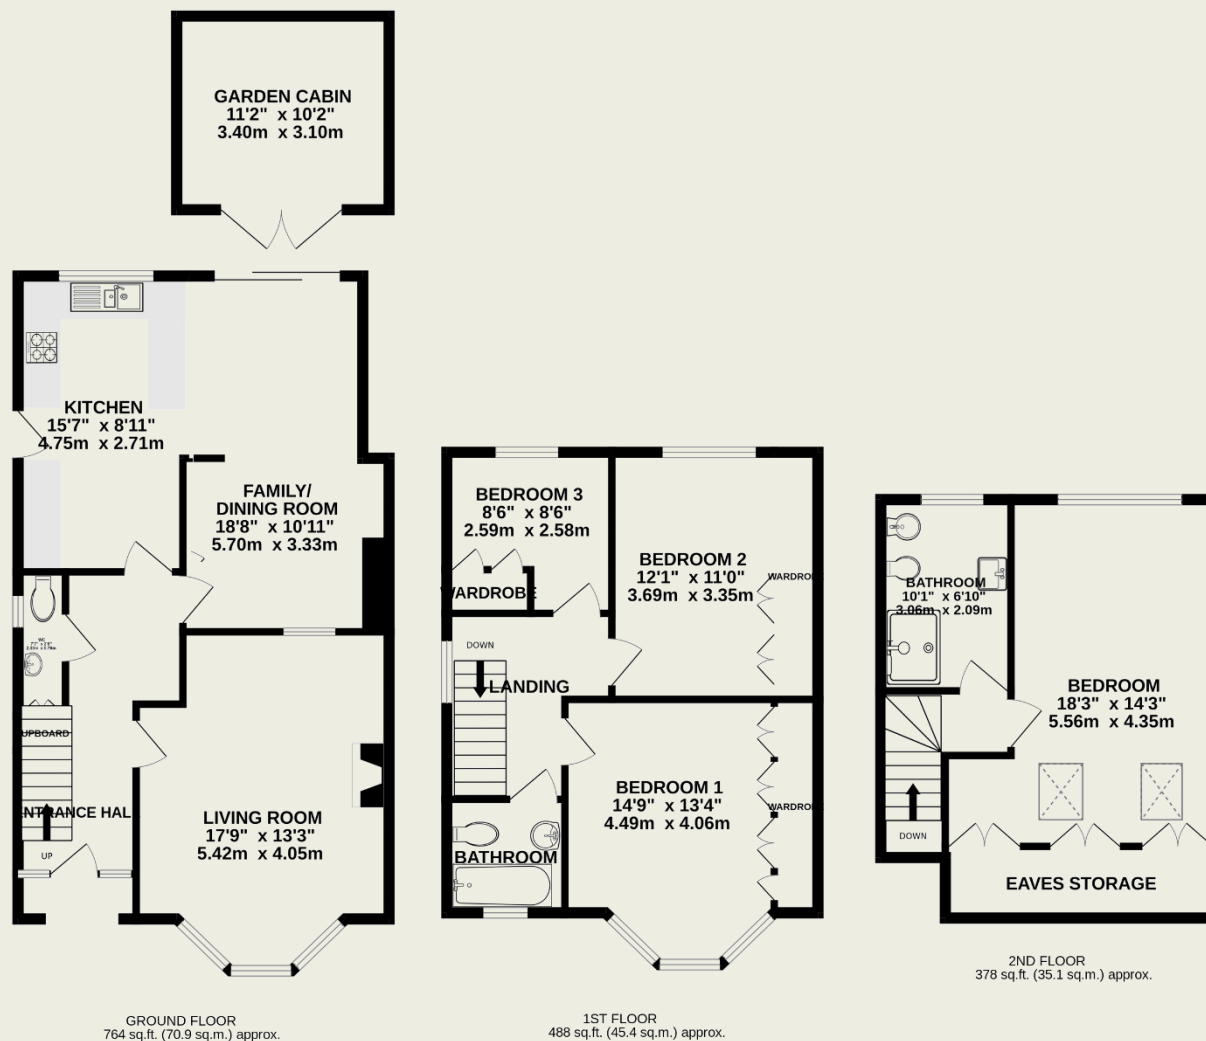 GARDEN CABIN
11'2" x 10'2"
3.40m x 3.10m
KITCHEN
15'7" x 8'11"
4.75m x 2.71m
FAMILY/
DINING ROOM
18'8" x 10'11"
5.70m x 3.33m
WC
UPBOARD
ENTRANCE HALL
UP
LIVING ROOM
17'9" x 13'3"
5.42m x 4.05m
GROUND FLOOR
764 sq.ft. (70.9 sq.m.) approx.
BEDROOM 3
8'6" x 8'6"
2.59m x 2.58m
WARDROBE
BEDROOM 2
12'1" x 11'0"
3.69m x 3.35m
WARDROB
DOWN
LANDING
BEDROOM 1
14'9" x 13'4"
4.49m x 4.06m
WARDROB
BATHROOM
1ST FLOOR
488 sq.ft. (45.4 sq.m.) approx.
BATHROOM
10'1" x 6'10"
3.06m x 2.09m
BEDROOM
18'3" x 14'3"
5.56m x 4.35m
DOWN
EAVES STORAGE
2ND FLOOR
378 sq.ft. (35.1 sq.m.) approx.